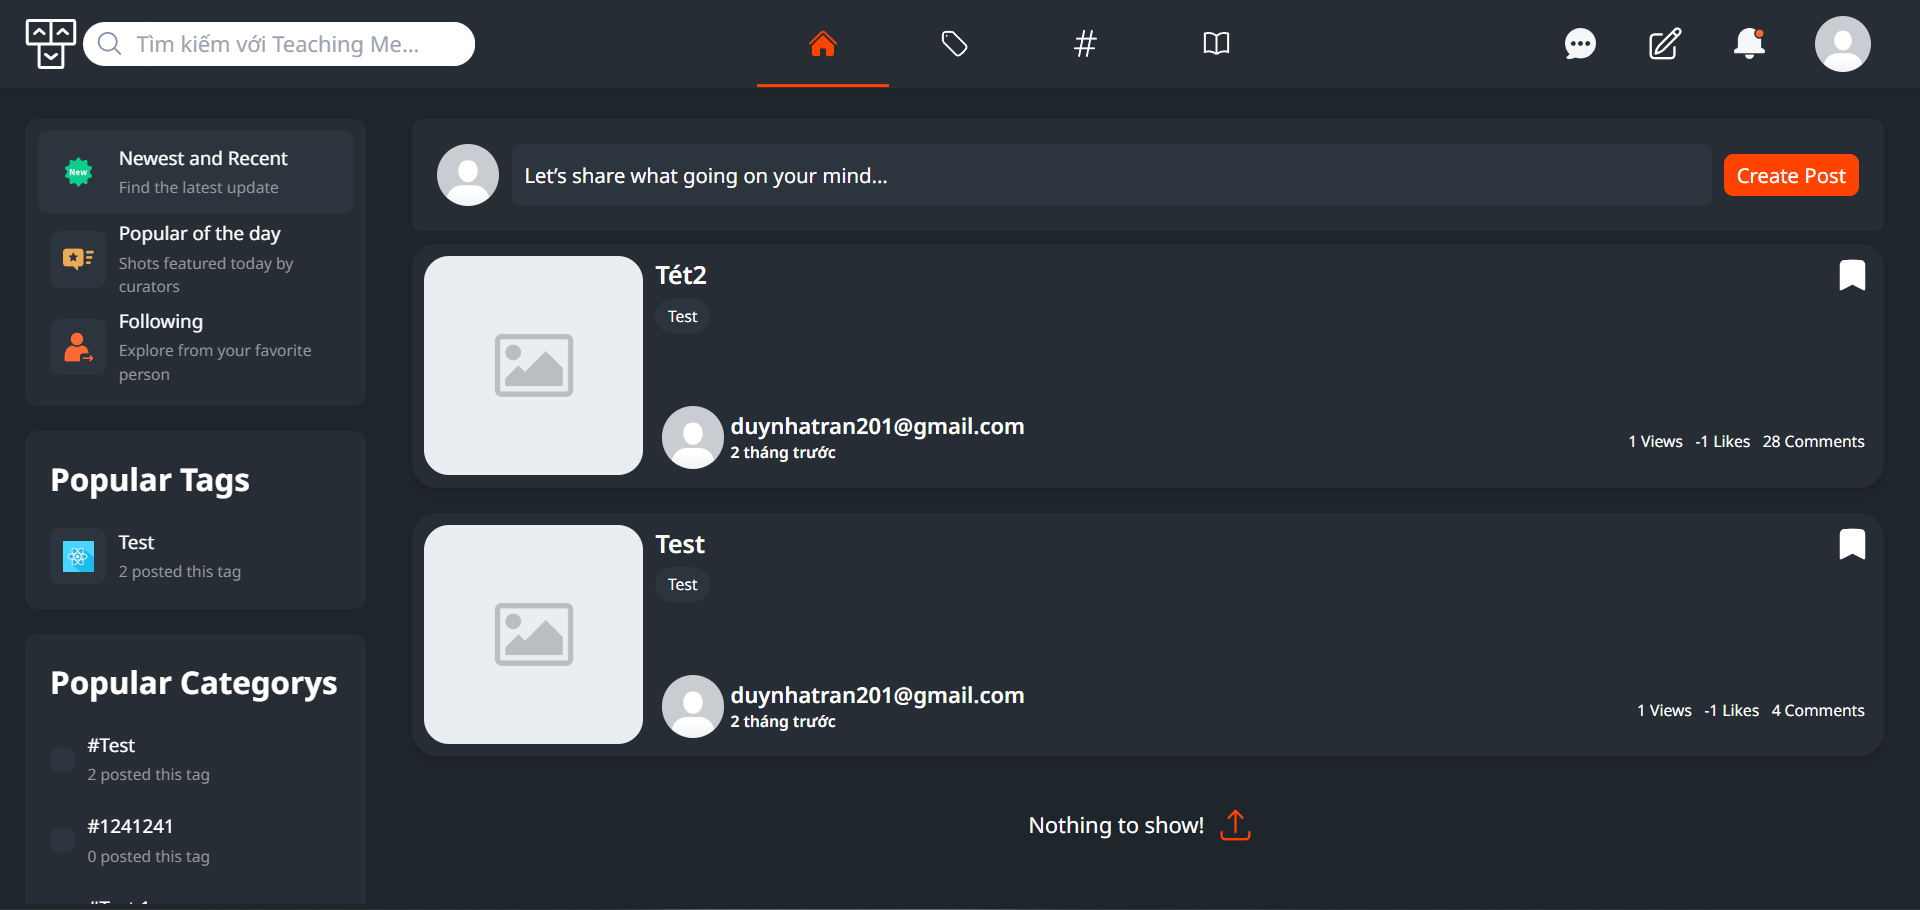 Tìm kiếm với Teaching Me...
New
Newest and Recent
Find the latest update
Popular of the day
Shots featured today by
curators
Following
Explore from your favorite
person
Popular Tags
Test
2 posted this tag
Popular Categorys
#Test
2 posted this tag
#1241241
0 posted this tag
Let’s share what going on your mind...
Create Post
Tét2
Test
duynhatran201@gmail.com
2 tháng trước
1 Views -1 Likes 28 Comments
Test
Test
duynhatran201@gmail.com
2 tháng trước
1 Views -1 Likes 4 Comments
Nothing to show!